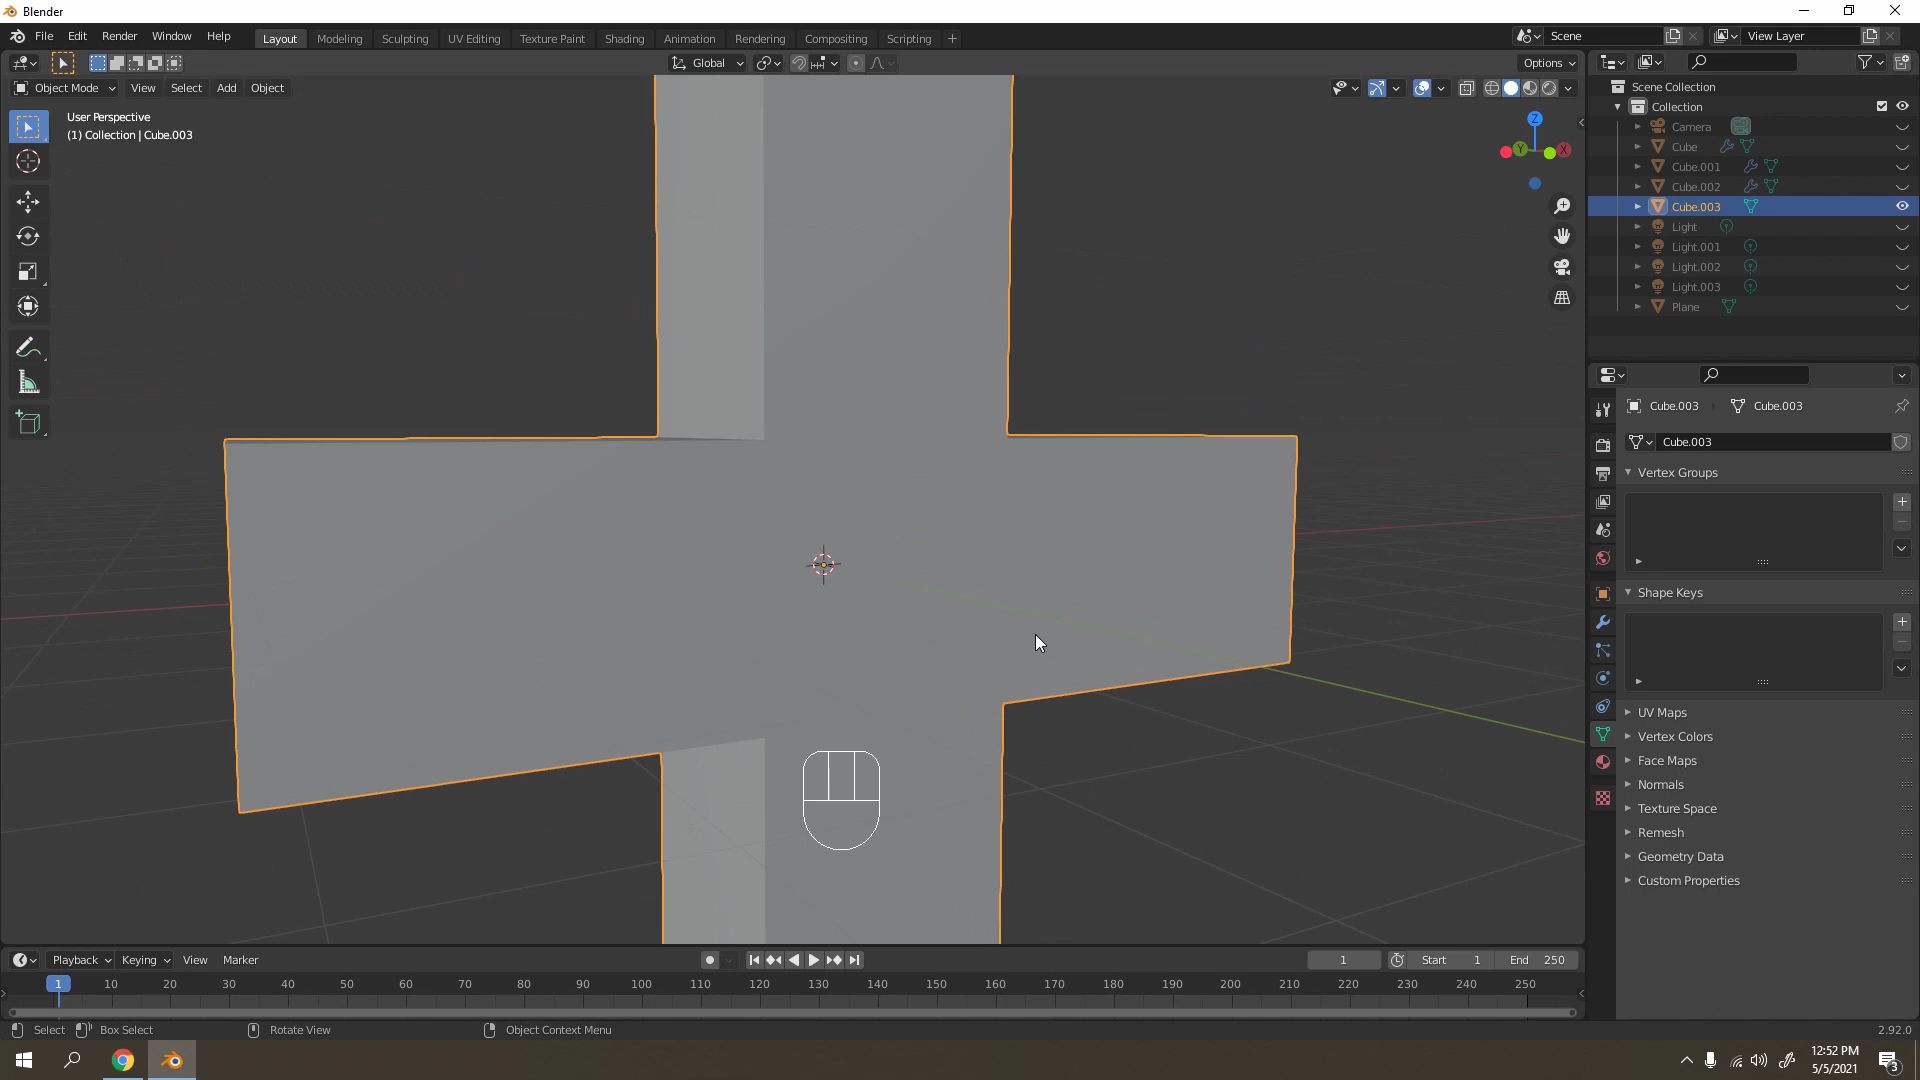 Blender
File Edit Render Window Help Layout Modeling Sculpting UV Editing Texture Paint Shading Animation Rendering Compositing Scripting + Scene View Layer
Global Options
Object Mode View Select Add Object
User Perspective
(1) Collection | Cube.003
Z
Y X
Scene Collection
Collection
Camera
Cube
Cube.001
Cube.002
Cube.003
Light
Light.001
Light.002
Light.003
Plane
Cube.003 Cube.003
Cube.003
Vertex Groups
Shape Keys
UV Maps
Vertex Colors
Face Maps
Normals
Texture Space
Remesh
Geometry Data
Custom Properties
Playback Keying View Marker 1 Start 1 End 250
1 10 20 30 40 50 60 70 80 90 100 110 120 130 140 150 160 170 180 190 200 210 220 230 240 250
Select Box Select Rotate View Object Context Menu 2.92.0
12:52 PM
5/5/2021
3